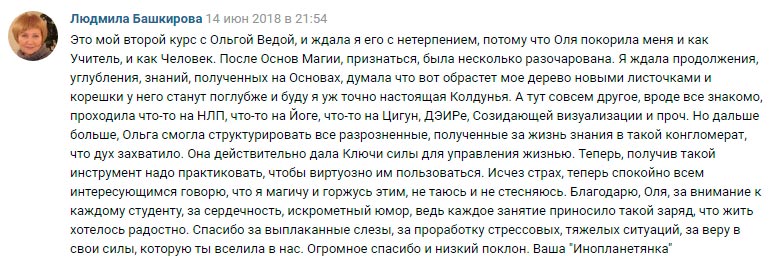 Людмила Башкирова 14 июн 2018 в 21:54
Это мой второй курс с Ольгой Ведой, и ждала я его с нетерпением, потому что Оля покорила меня и как
Учитель, и как Человек. После Основ Магии, признаться, была несколько разочарована. Я ждала продолжения,
углубления, знаний, полученных на Основах, думала что вот обрастет мое дерево новыми листочками и
корешки у него станут поглубже и буду я уж точно настоящая Колдунья. А тут совсем другое, вроде все знакомо,
проходила что-то на НЛП, что-то на Йоге, что-то на Цигун, ДЭИРе, Созидающей визуализации и проч. Но дальше
больше, Ольга смогла структурировать все разрозненные, полученные за жизнь знания в такой конгломерат,
что дух захватило. Она действительно дала Ключи силы для управления жизнью. Теперь, получив такой
инструмент надо практиковать, чтобы виртуозно им пользоваться. Исчез страх, теперь спокойно всем
интересующимся говорю, что я магичу и горжусь этим, не таюсь и не стесняюсь. Благодарю, Оля, за внимание к
каждому студенту, за сердечность, искрометный юмор, ведь каждое занятие приносило такой заряд, что жить
хотелось радостно. Спасибо за выплаканные слезы, за проработку стрессовых, тяжелых ситуаций, за веру в
свои силы, которую ты вселила в нас. Огромное спасибо и низкий поклон. Ваша "Инопланетянка"